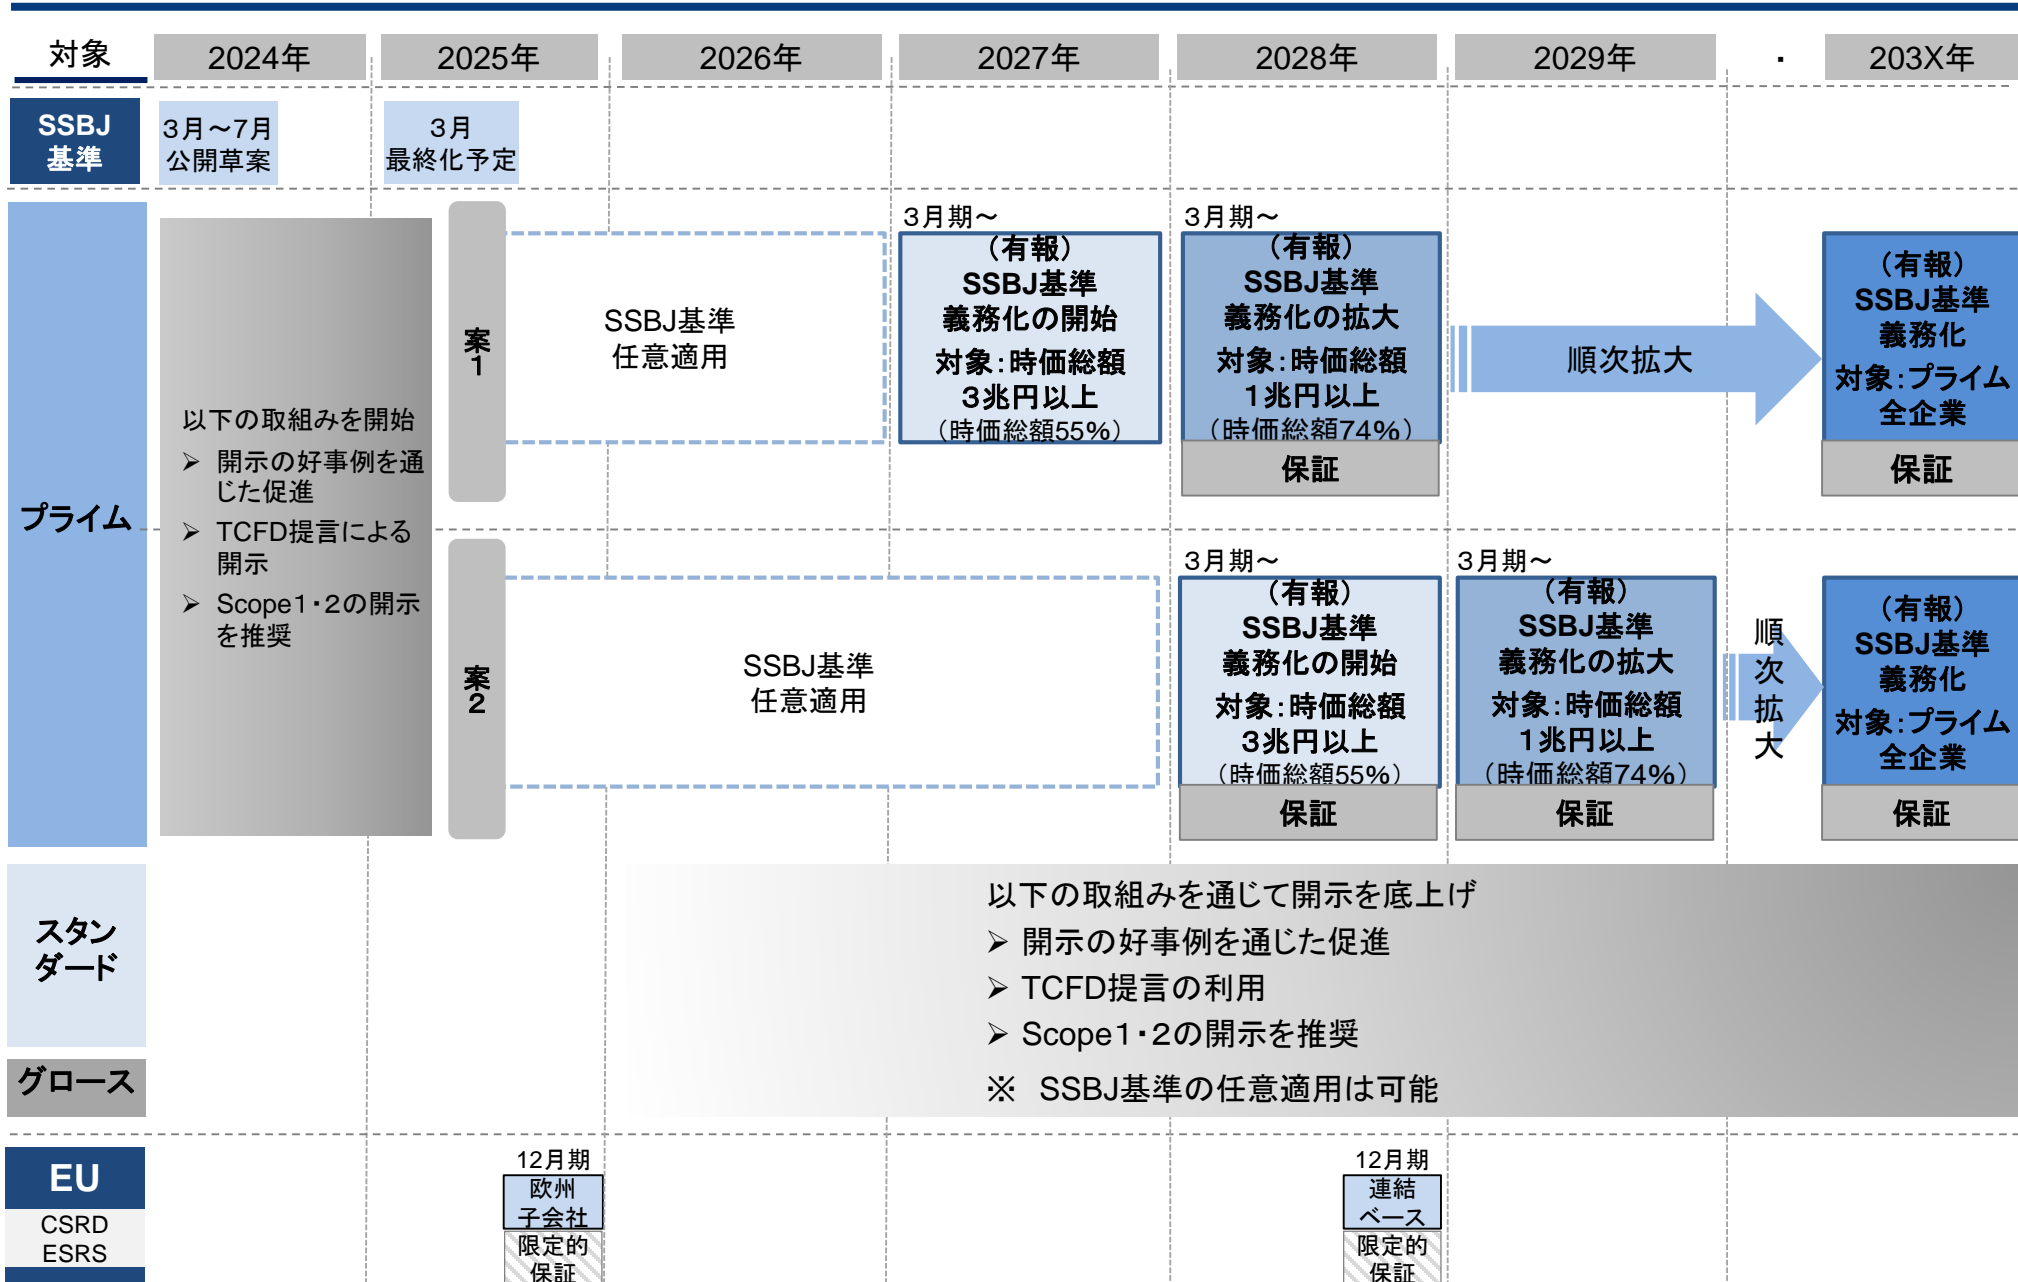 対象
2024年
2025年
2026年
2027年
2028年
2029年
・
203X年
SSBJ
基準
3月～7月
公開草案
3月
最終化予定
プライム
以下の取組みを開始
➢ 開示の好事例を通
じた促進
➢ TCFD提言による
開示
➢ Scope1・2の開示
を推奨
案1
SSBJ基準
任意適用
3月期～
（有報）
SSBJ基準
義務化の開始
対象：時価総額
3兆円以上
（時価総額55%）
3月期～
（有報）
SSBJ基準
義務化の拡大
対象：時価総額
1兆円以上
（時価総額74%）
保証
順次拡大
（有報）
SSBJ基準
義務化
対象：プライム
全企業
保証
案2
SSBJ基準
任意適用
3月期～
（有報）
SSBJ基準
義務化の開始
対象：時価総額
3兆円以上
（時価総額55%）
保証
3月期～
（有報）
SSBJ基準
義務化の拡大
対象：時価総額
1兆円以上
（時価総額74%）
保証
順次拡大
（有報）
SSBJ基準
義務化
対象：プライム
全企業
保証
スタン
ダード
グロース
以下の取組みを通じて開示を底上げ
➢ 開示の好事例を通じた促進
➢ TCFD提言の利用
➢ Scope1・2の開示を推奨
※ SSBJ基準の任意適用は可能
EU
CSRD
ESRS
12月期
欧州
子会社
限定的
保証
12月期
連結
ベース
限定的
保証